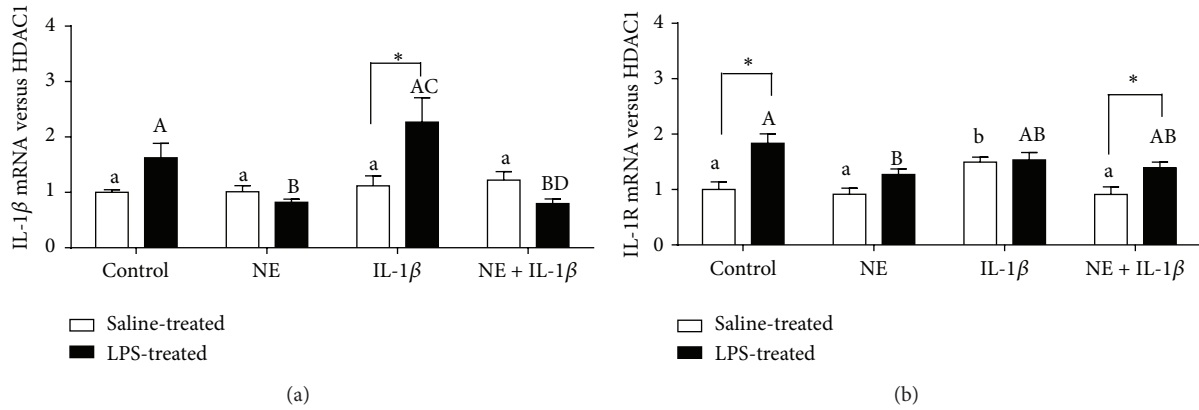 IL-1β mRNA versus HDAC1
4
3
2
1
0
a
A
a
B
a
*
AC
a
BD
Control
NE
IL-1β
NE + IL-1β
Saline-treated
LPS-treated
(a)
IL-1R mRNA versus HDAC1
4
3
2
1
0
a
*
A
a
B
b
AB
a
*
AB
Control
NE
IL-1β
NE + IL-1β
Saline-treated
LPS-treated
(b)